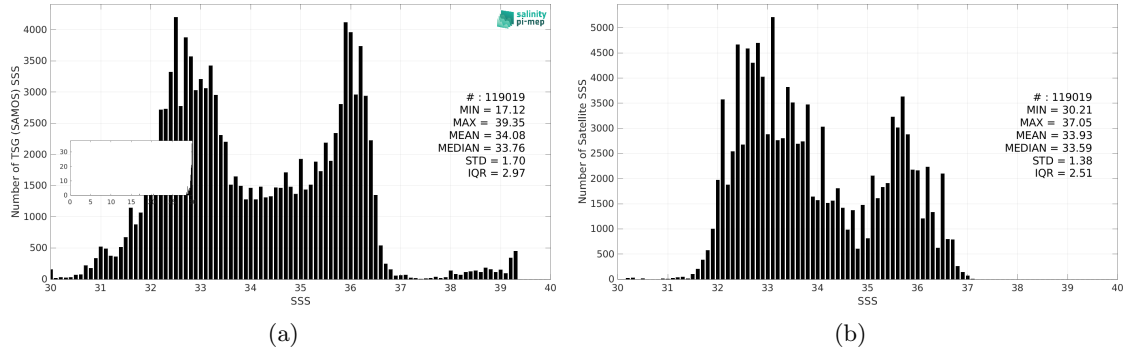 salinity
pi-mep
4000
3500
3000
2500
2000
1500
1000
500
0
Number of TSG (SAMOS) SSS
# : 119019
MIN = 17.12
MAX = 39.35
MEAN = 34.08
MEDIAN = 33.76
STD = 1.70
IQR = 2.97
30
20
10
0
0 5 10 15
30 31 32 33 34 35 36 37 38 39 40
SSS
(a)
5000
4500
4000
3500
3000
2500
2000
1500
1000
500
0
Number of Satellite SSS
# : 119019
MIN = 30.21
MAX = 37.05
MEAN = 33.93
MEDIAN = 33.59
STD = 1.38
IQR = 2.51
30 31 32 33 34 35 36 37 38 39 40
SSS
(b)